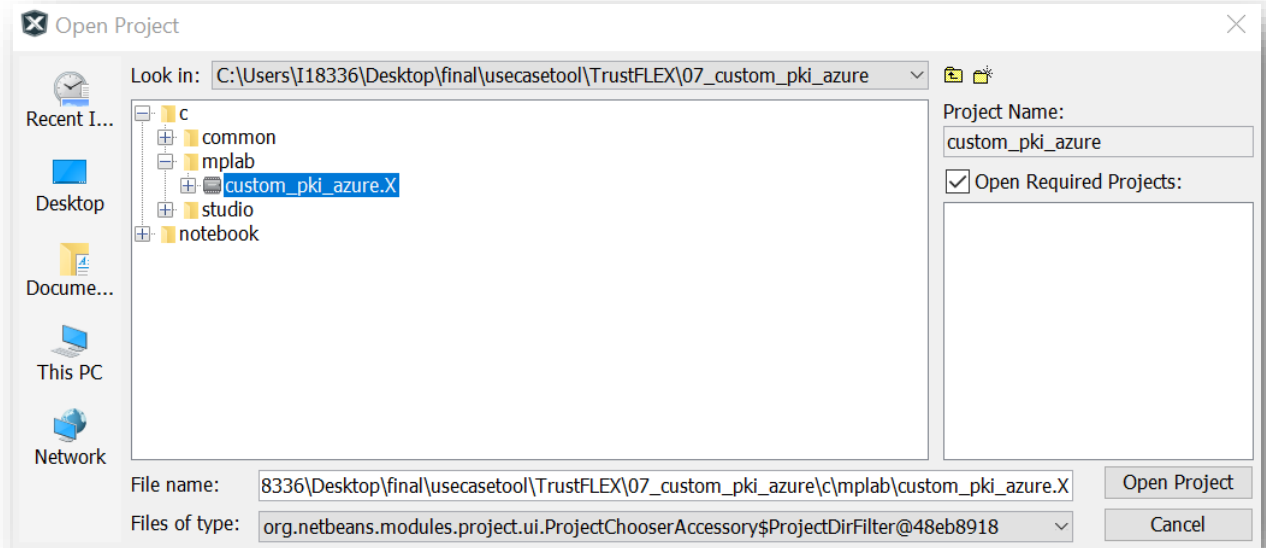 Open Project
Look in: C:\Users\I18336\Desktop\final\usecasetool\TrustFLEX\07_custom_pki_azure
Recent I...
Desktop
Docume...
This PC
Network
c
common
mplab
custom_pki_azure.X
studio
notebook
Project Name:
custom_pki_azure
Open Required Projects:
File name: 8336\Desktop\final\usecasetool\TrustFLEX\07_custom_pki_azure\c\mplab\custom_pki_azure.X
Open Project
Files of type: org.netbeans.modules.project.ui.ProjectChooserAccessory$ProjectDirFilter@48eb8918
Cancel